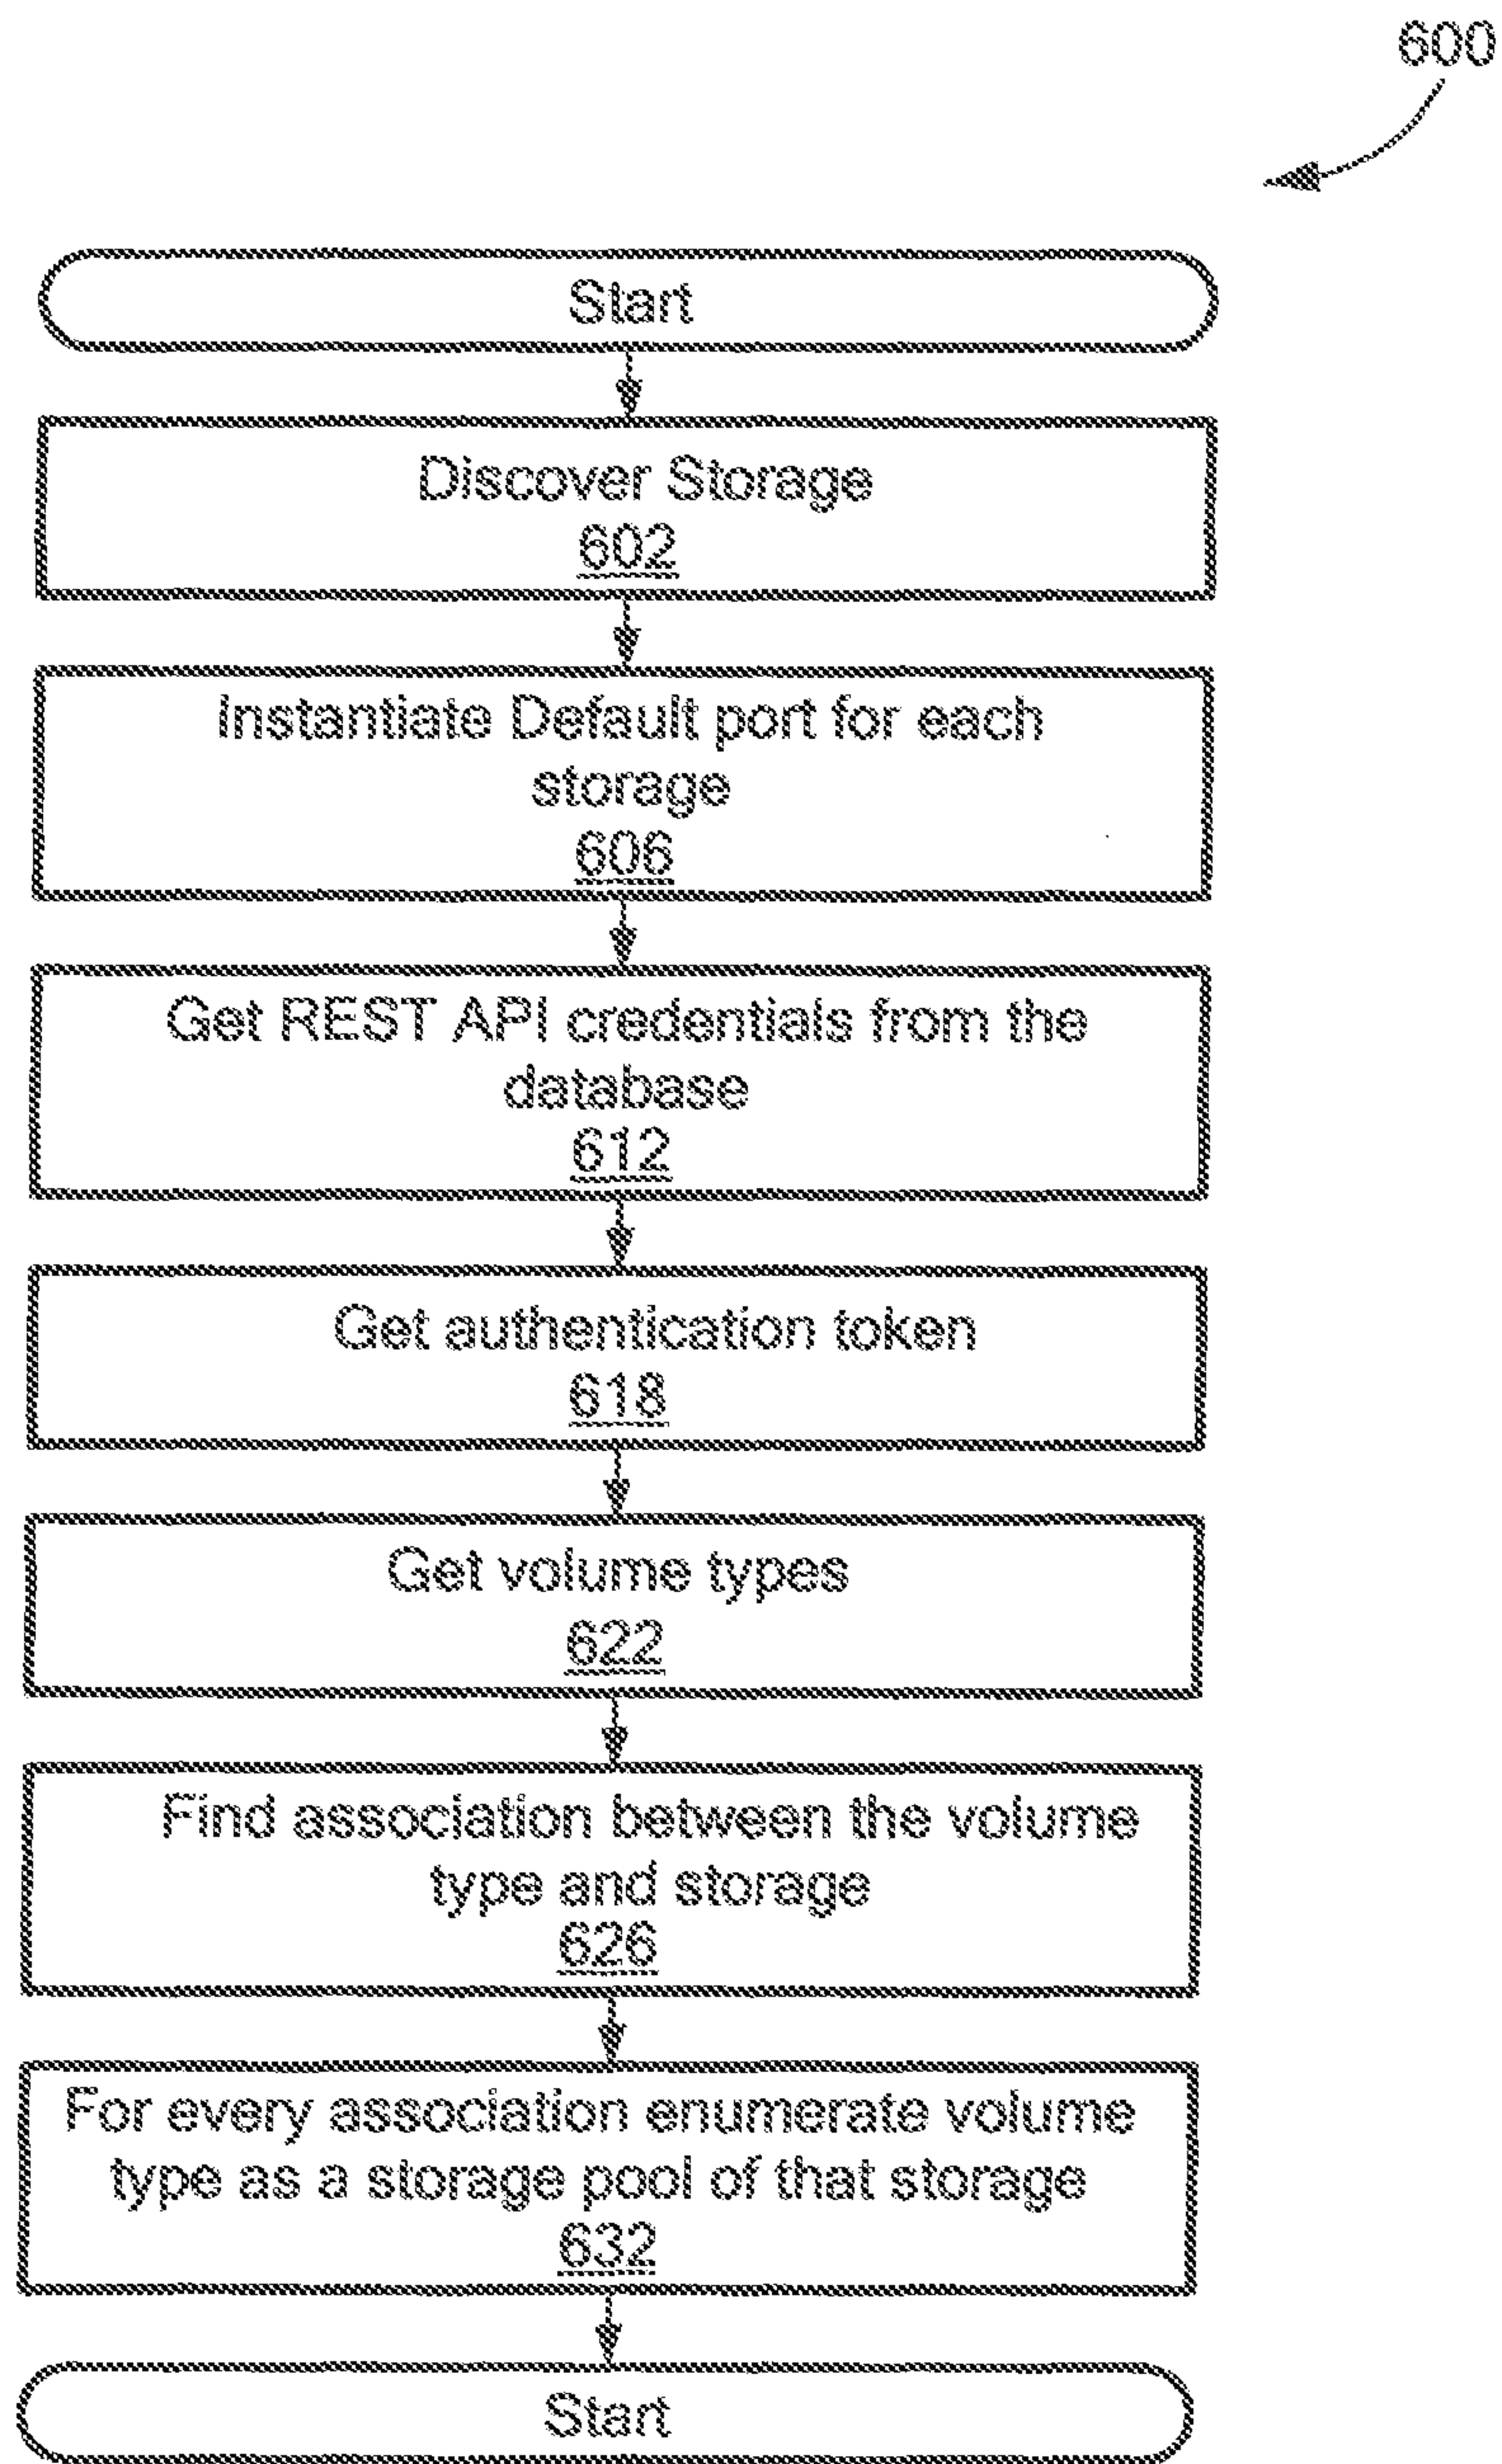 600
Start
Discover Storage
602
Instantiate Default port for each
storage
606
Get REST API credentials from the
database
612
Get authentication token
618
Get volume types
622
Find association between the volume
type and storage
626
For every association enumerate volume
type as a storage pool of that storage
632
Start